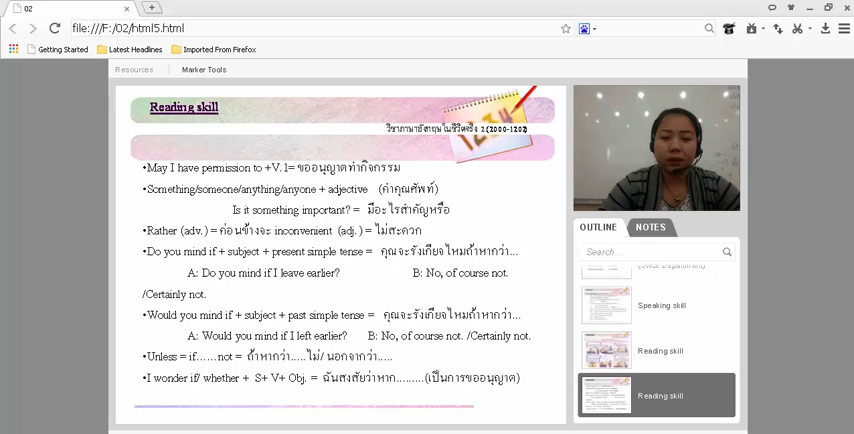 02
file:///F:/02/html5.html
Getting Started
Latest Headlines
Imported From Firefox
Resources
Marker Tools
Reading skill
วิชาภาษาอังกฤษในชีวิตจริง 2 (2000-1202)
•May I have permission to +V.1= ขออนุญาตทำกิจกรรม
•Something/someone/anything/anyone + adjective (คำคุณศัพท์)
Is it something important? = มีอะไรสำคัญหรือ
•Rather (adv.) = ค่อนข้างจะ inconvenient (adj.) = ไม่สะดวก
•Do you mind if + subject + present simple tense = คุณจะรังเกียจไหมถ้าหากว่า...
A: Do you mind if I leave earlier? B: No, of course not.
/Certainly not.
•Would you mind if + subject + past simple tense = คุณจะรังเกียจไหมถ้าหากว่า...
A: Would you mind if I left earlier? B: No, of course not. /Certainly not.
•Unless = if……not = ถ้าหากว่า…..ไม่/ นอกจากว่า…..
•I wonder if/ whether + S+ V+ Obj. = ฉันสงสัยว่าหาก………(เป็นการขออนุญาต)
OUTLINE
NOTES
Search...
Speaking skill
Reading skill
Reading skill